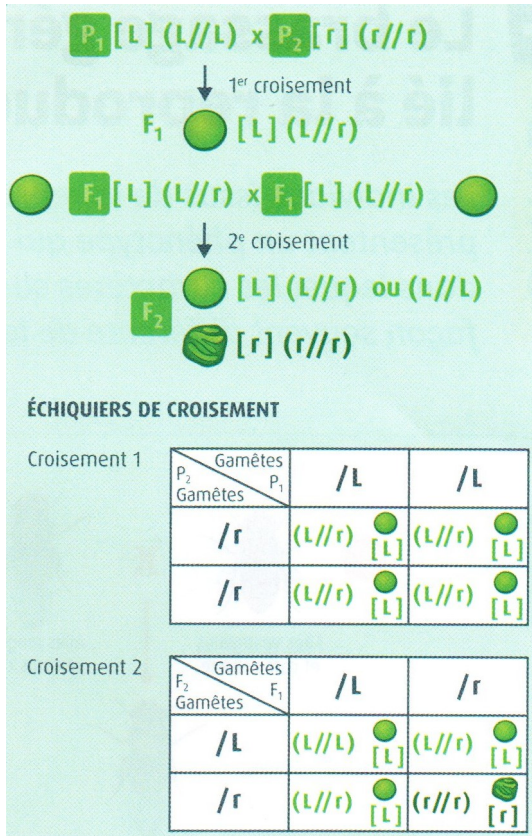 P1 [L] (L//L) x P2 [r] (r//r)
1er croisement
F1 [L] (L//r)
F1 [L] (L//r) x F1 [L] (L//r)
2e croisement
F2 [L] (L//r) ou (L//L)
[r] (r//r)
ÉCHIQUIERS DE CROISEMENT
Croisement 1
Gamètes P1
P2 Gamètes
/L /L
/r (L//r) [L] (L//r) [L]
/r (L//r) [L] (L//r) [L]
Croisement 2
Gamètes F1
F2 Gamètes
/L /r
/L (L//L) [L] (L//r) [L]
/r (L//r) [L] (r//r) [r]